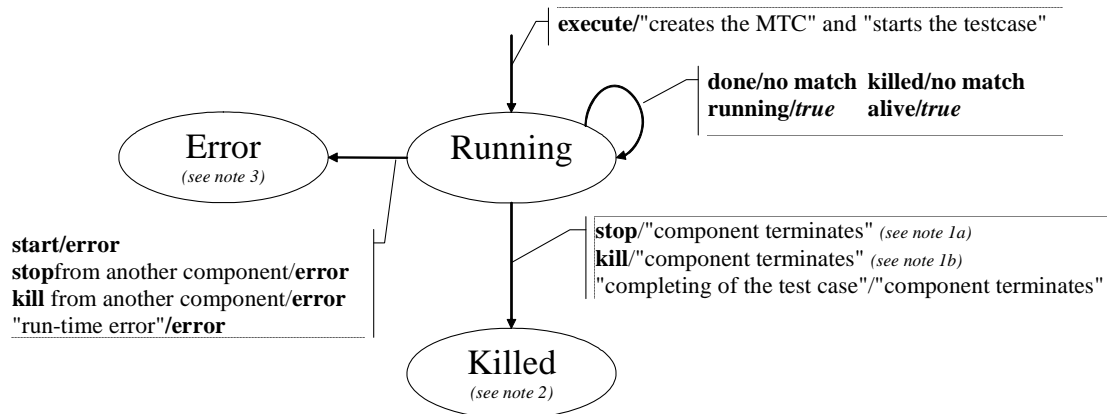 execute/"creates the MTC" and "starts the testcase"
done/no match killed/no match
running/true alive/true
Error
(see note 3)
Running
start/error
stopfrom another component/error
kill from another component/error
"run-time error"/error
stop/"component terminates" (see note 1a)
kill/"component terminates" (see note 1b)
"completing of the test case"/"component terminates"
Killed
(see note 2)